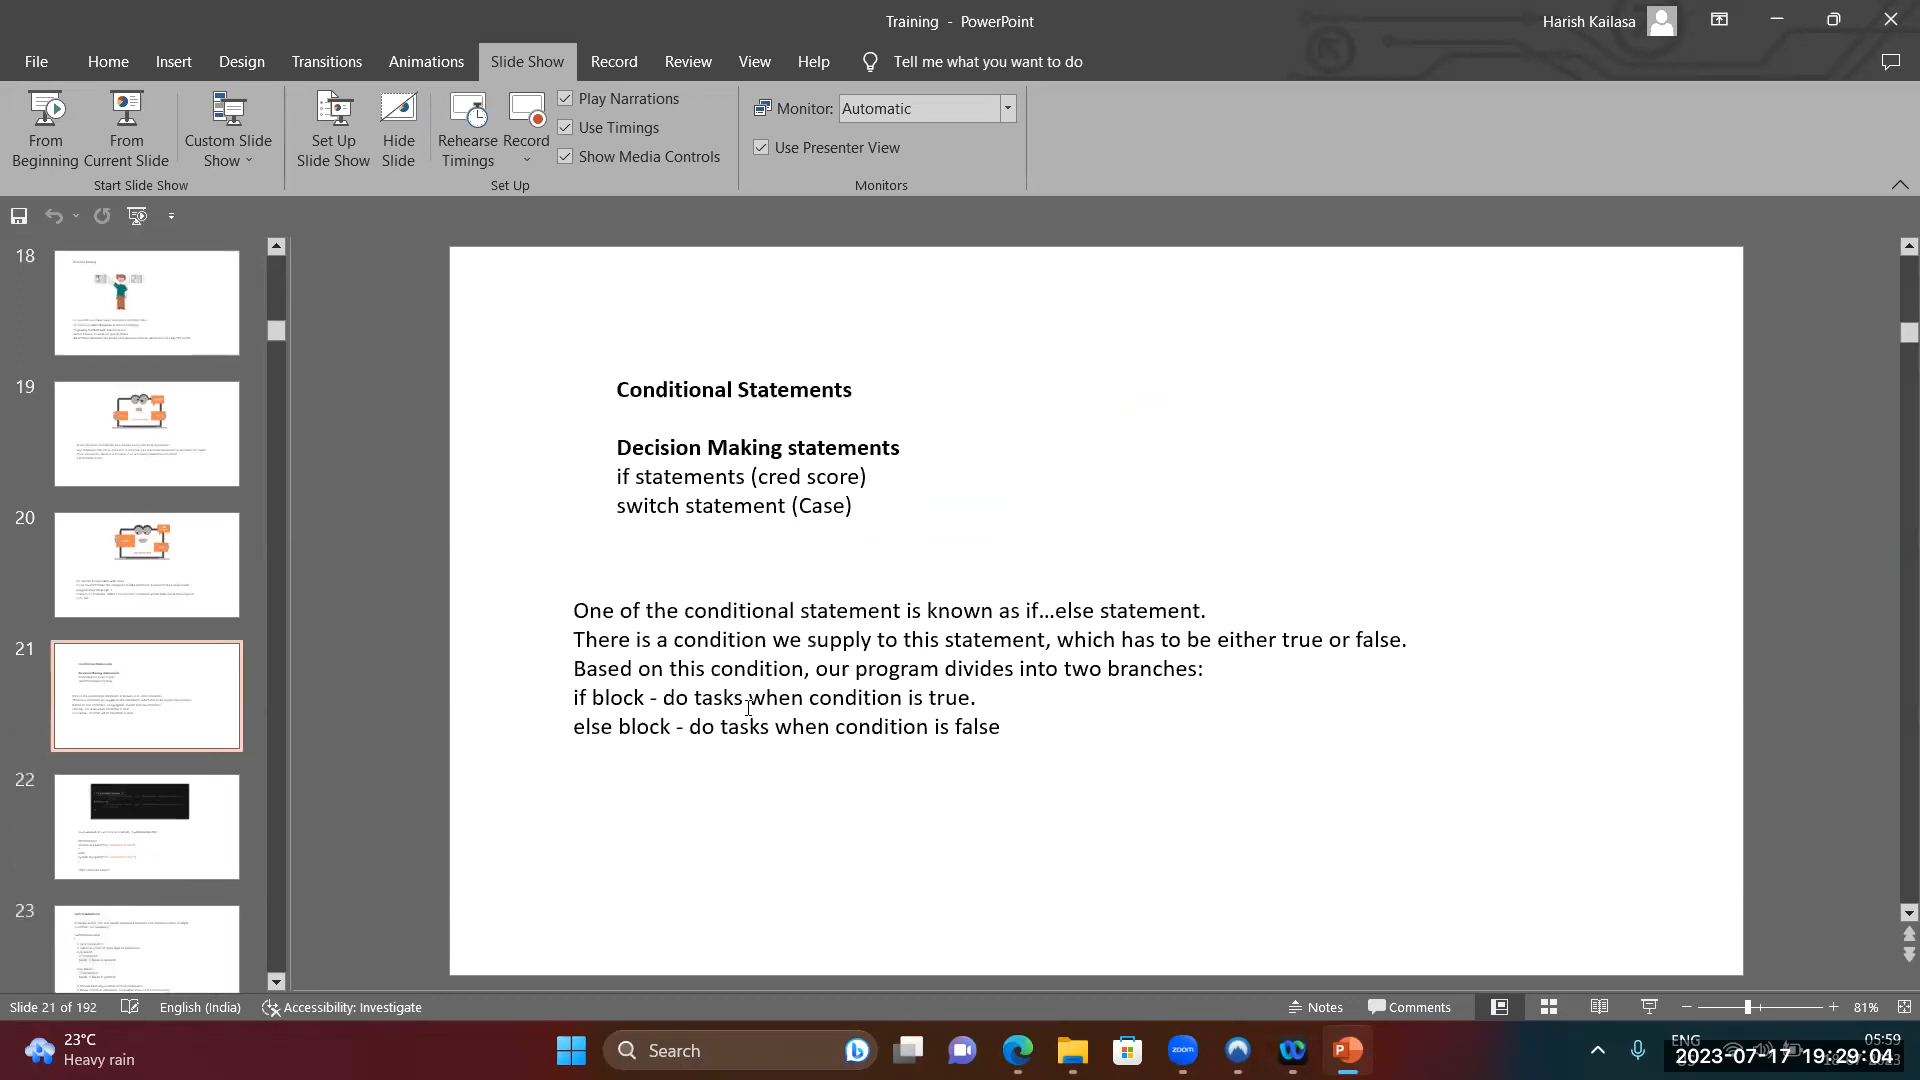 Training - PowerPoint
Harish Kailasa
File
Home
Insert
Design
Transitions
Animations
Slide Show
Record
Review
View
Help
Tell me what you want to do
From Beginning
From Current Slide
Custom Slide Show
Start Slide Show
Set Up Slide Show
Hide Slide
Rehearse Timings
Record
Play Narrations
Use Timings
Show Media Controls
Set Up
Monitor: Automatic
Use Presenter View
Monitors
18
19
20
21
22
23
Conditional Statements
Decision Making statements
if statements (cred score)
switch statement (Case)
One of the conditional statement is known as if...else statement.
There is a condition we supply to this statement, which has to be either true or false.
Based on this condition, our program divides into two branches:
if block - do tasks when condition is true.
else block - do tasks when condition is false
Slide 21 of 192
English (India)
Accessibility: Investigate
Notes
Comments
81%
23°C
Heavy rain
Search
zoom
ENG
05:59
2023-07-17 19:29:04